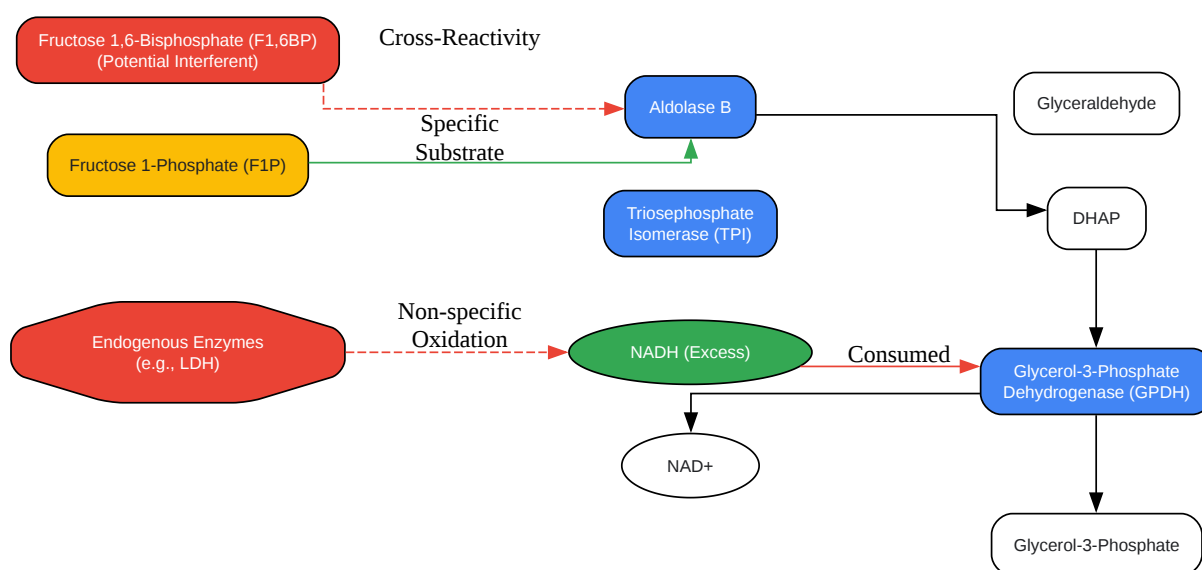 Fructose 1,6-Bisphosphate (F1,6BP)
(Potential Interferent)
Cross-Reactivity
Aldolase B
Glyceraldehyde
Specific
Substrate
Fructose 1-Phosphate (F1P)
Triosephosphate
Isomerase (TPI)
DHAP
Non-specific
Oxidation
Endogenous Enzymes
(e.g., LDH)
NADH (Excess)
Consumed
Glycerol-3-Phosphate
Dehydrogenase (GPDH)
NAD+
Glycerol-3-Phosphate